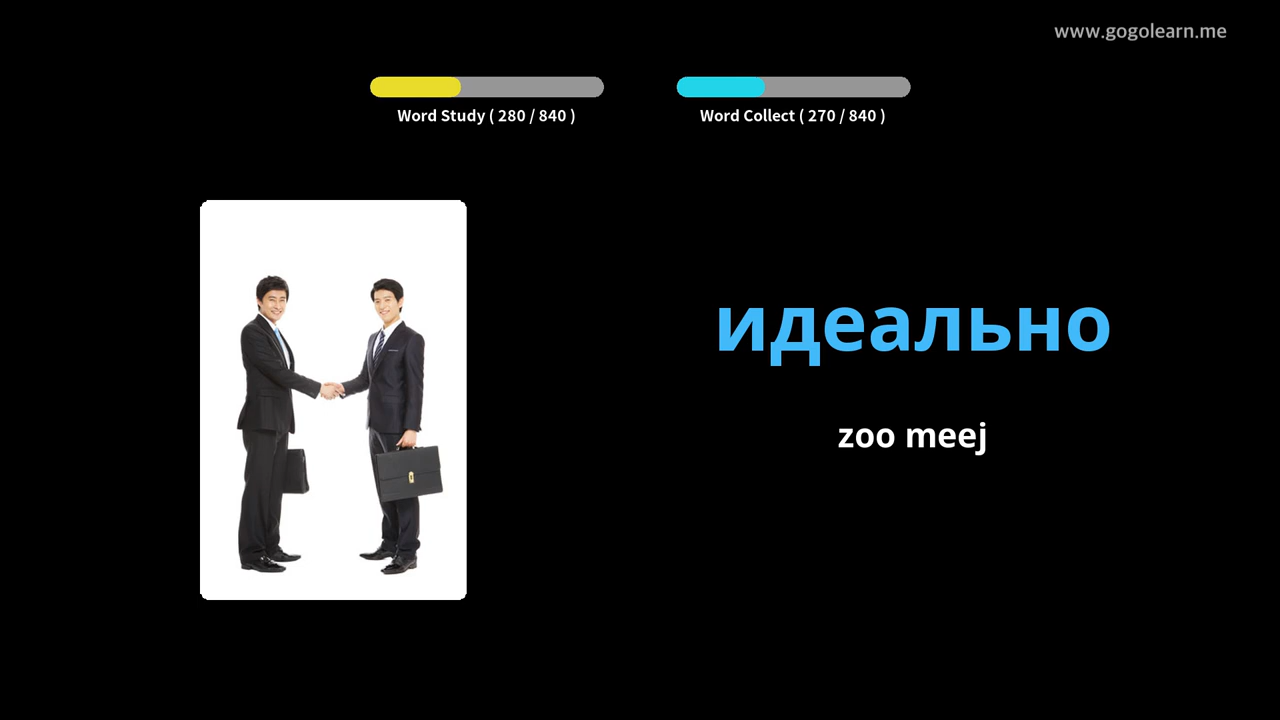 www.gogolearn.me
Word Study ( 280 / 840 )
Word Collect ( 270 / 840 )
идеально
zoo meej